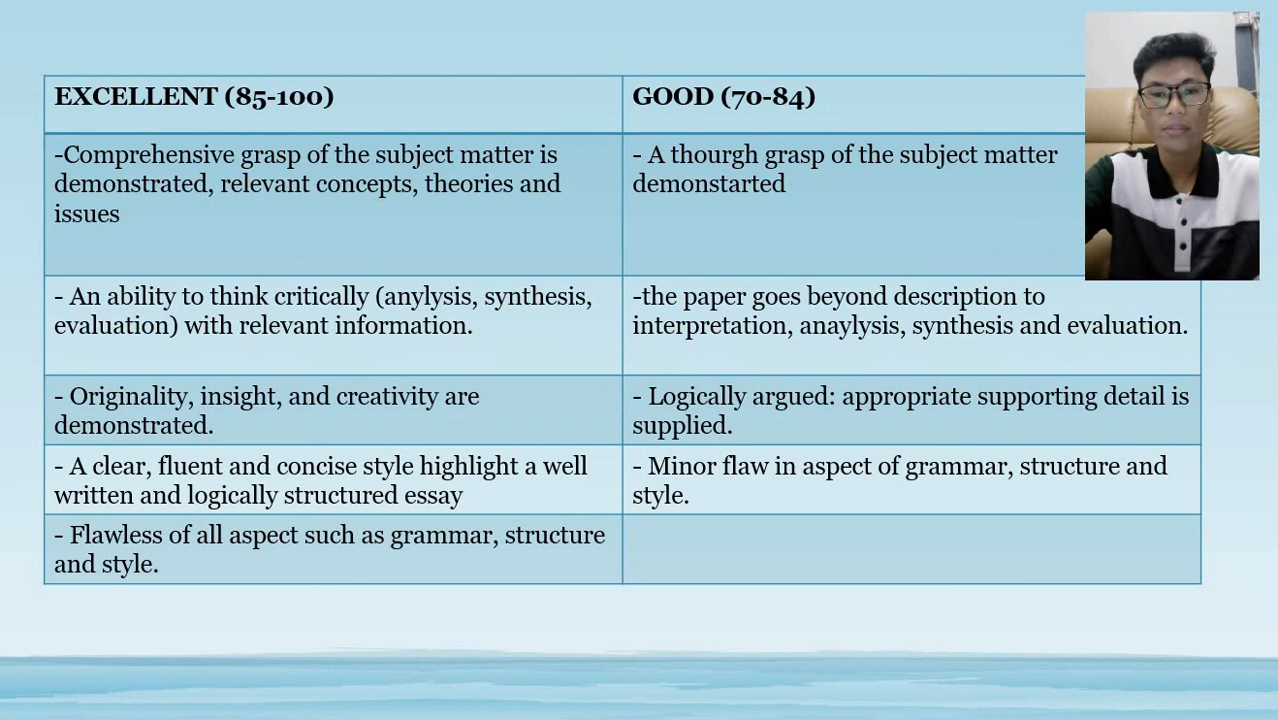 EXCELLENT (85-100)
GOOD (70-84)
-Comprehensive grasp of the subject matter is
demonstrated, relevant concepts, theories and
issues
- A thourgh grasp of the subject matter
demonstarted
- An ability to think critically (anylysis, synthesis,
evaluation) with relevant information.
-the paper goes beyond description to
interpretation, anaylysis, synthesis and evaluation.
- Originality, insight, and creativity are
demonstrated.
- Logically argued: appropriate supporting detail is
supplied.
- A clear, fluent and concise style highlight a well
written and logically structured essay
- Minor flaw in aspect of grammar, structure and
style.
- Flawless of all aspect such as grammar, structure
and style.